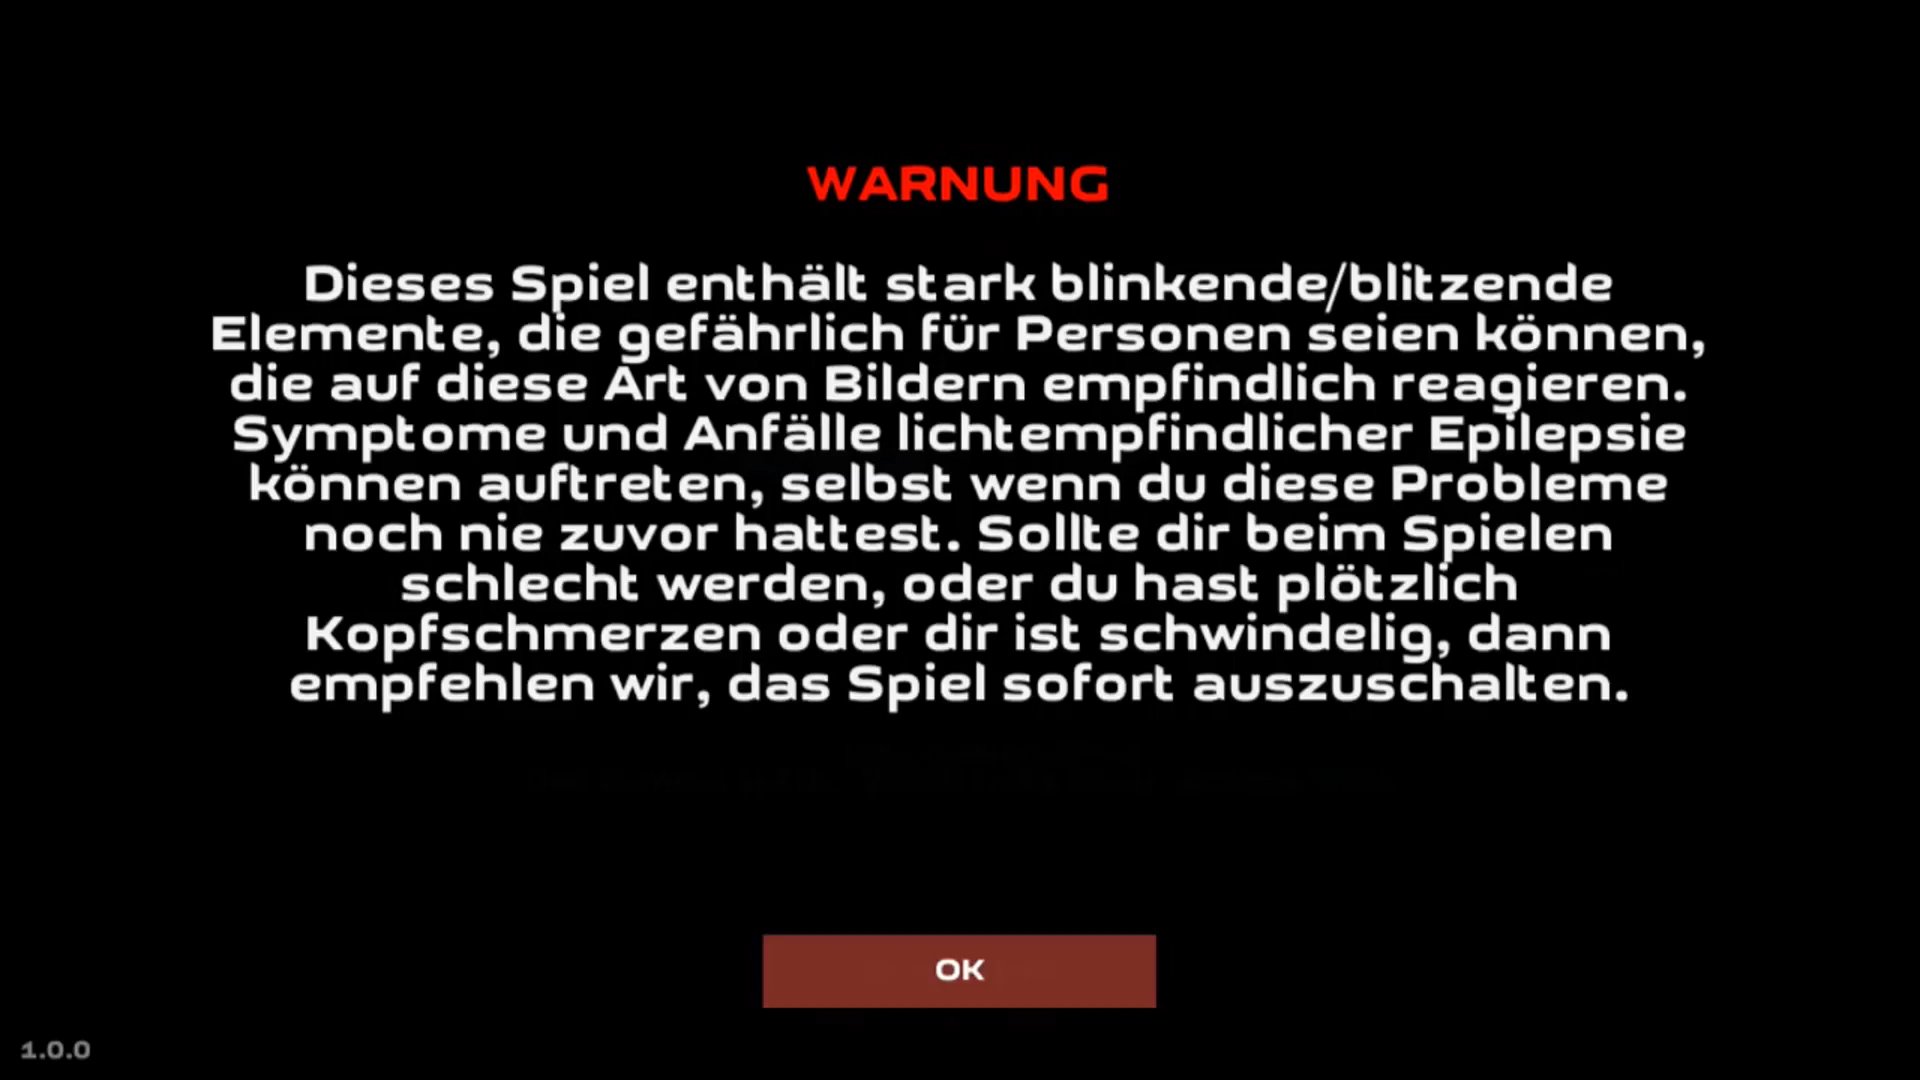 WARNUNG
Dieses Spiel enthält stark blinkende/blitzende
Elemente, die gefährlich für Personen seien können,
die auf diese Art von Bildern empfindlich reagieren.
Symptome und Anfälle lichtempfindlicher Epilepsie
können auftreten, selbst wenn du diese Probleme
noch nie zuvor hattest. Sollte dir beim Spielen
schlecht werden, oder du hast plötzlich
Kopfschmerzen oder dir ist schwindelig, dann
empfehlen wir, das Spiel sofort auszuschalten.
OK
1.0.0